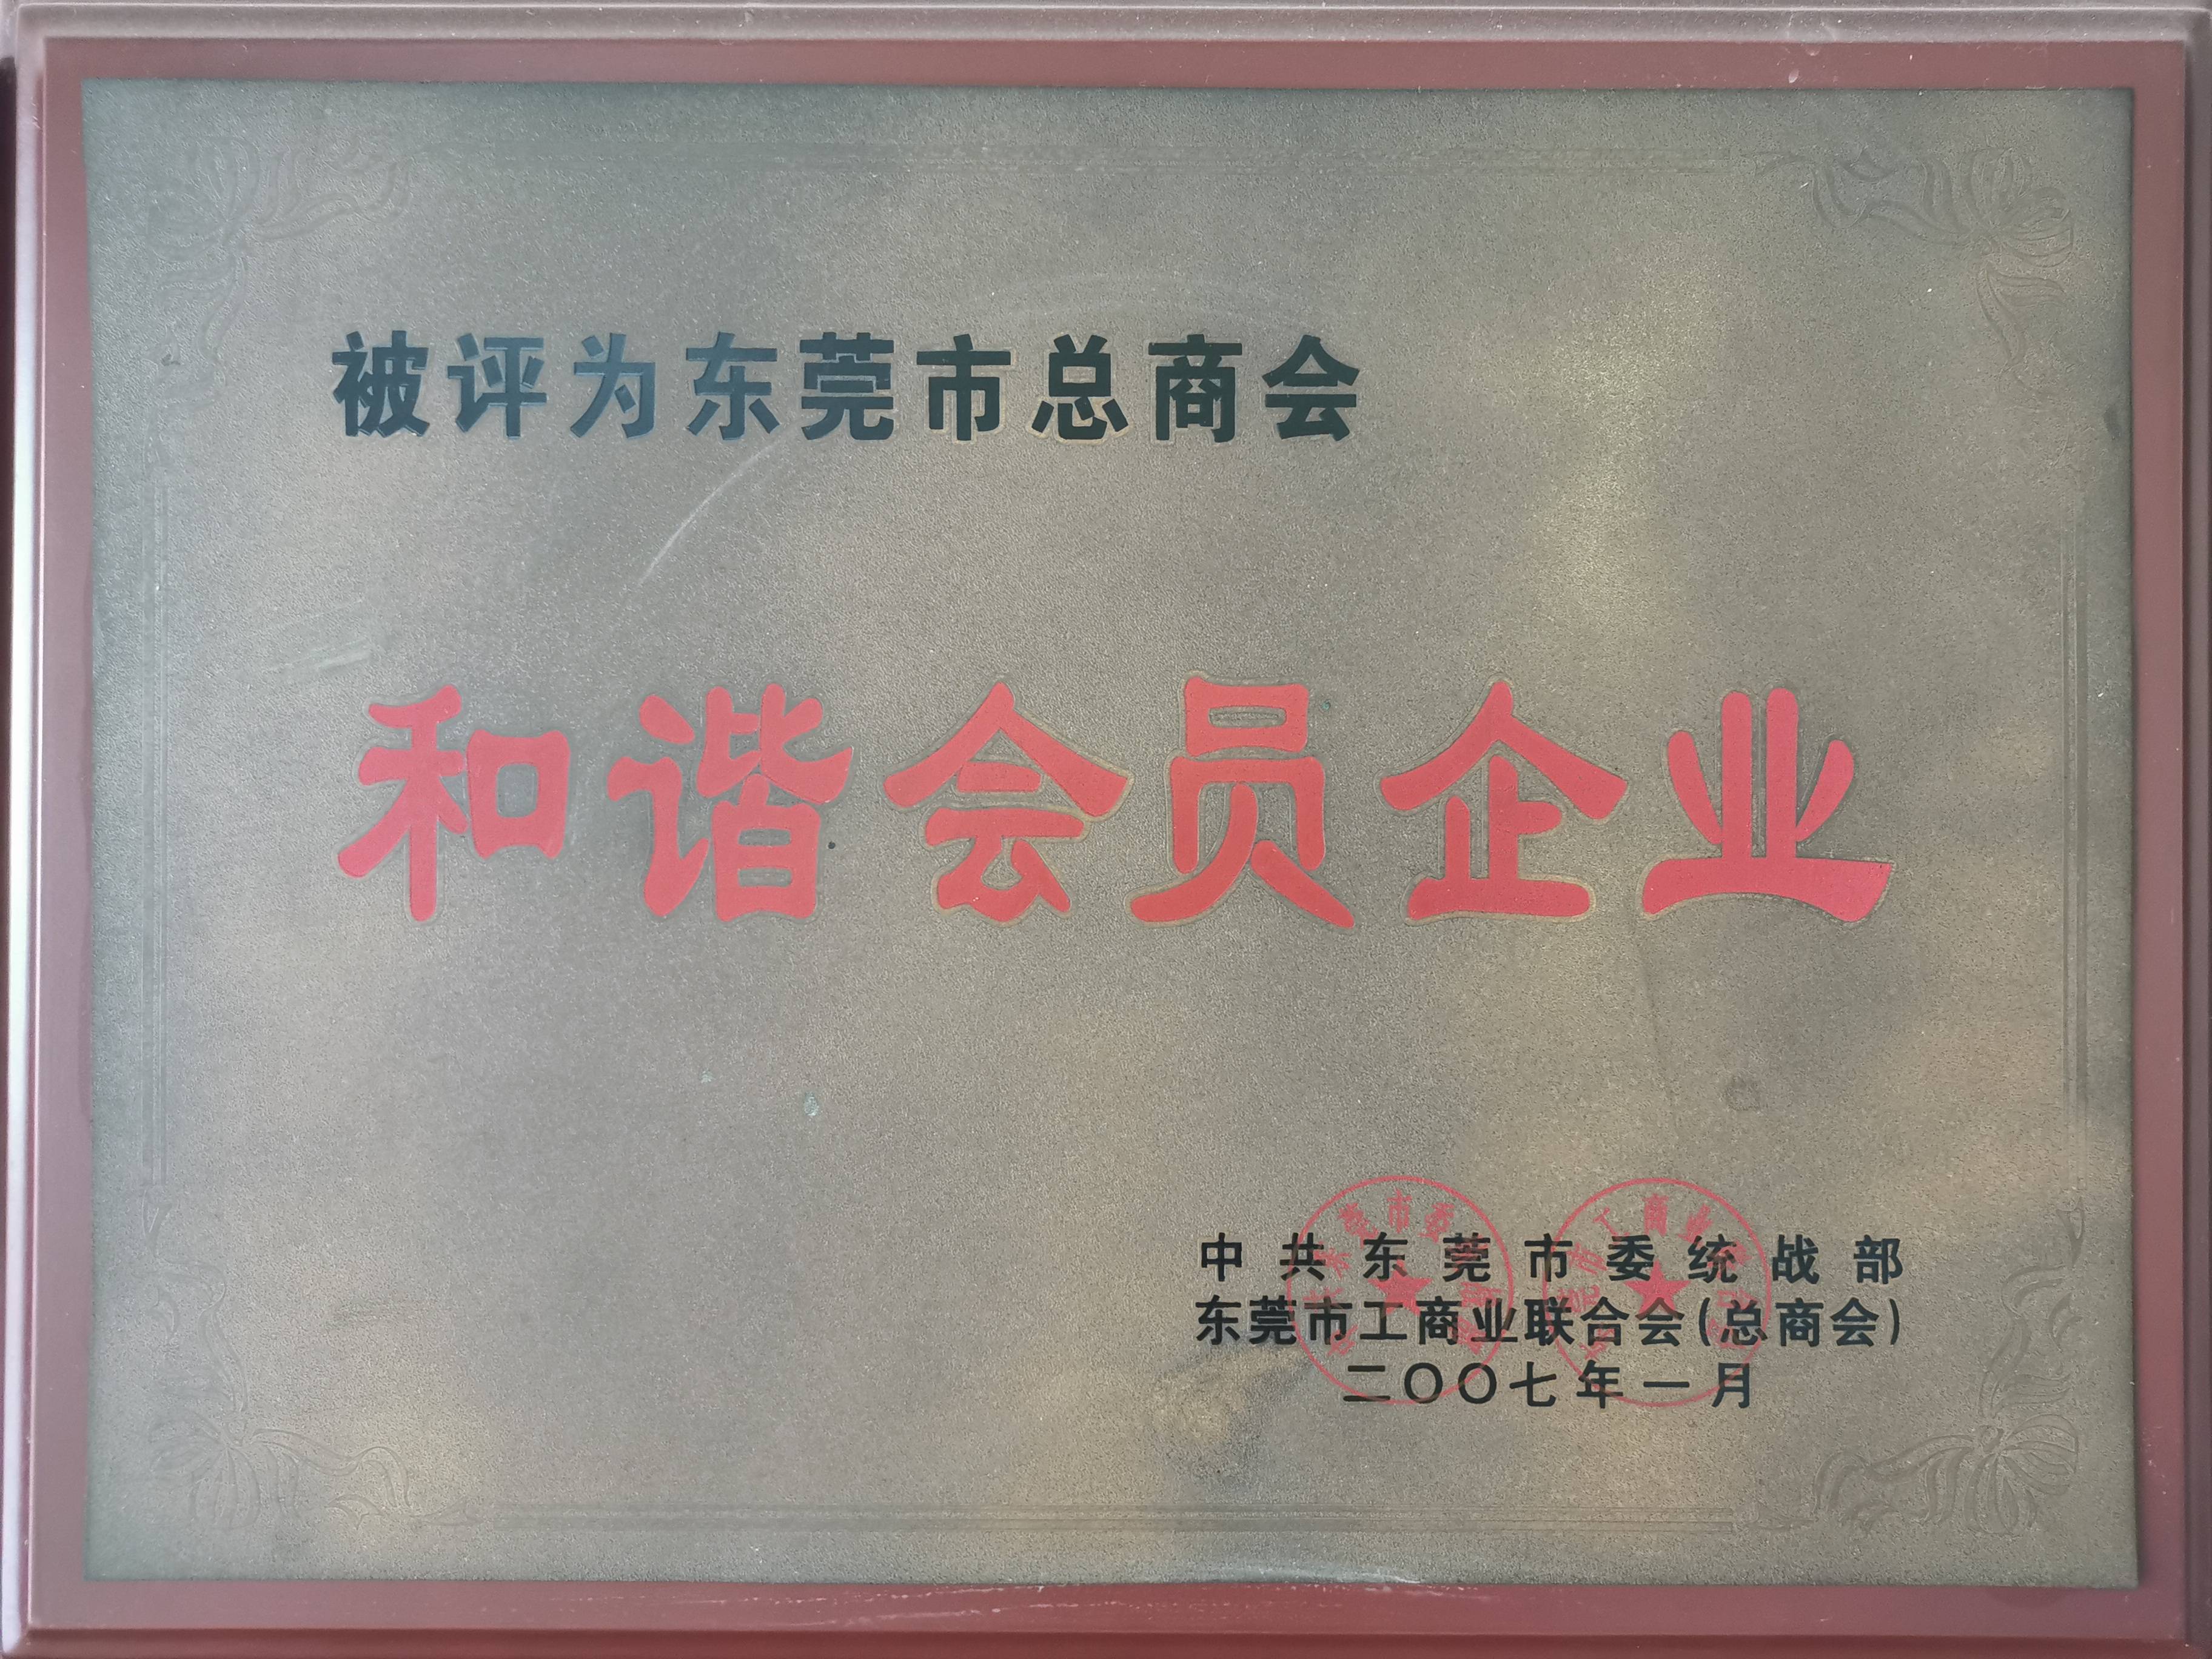 被评为东莞市总商会
和谐会员企业
中共东莞市委统战部
东莞市工商业联合会(总商会)
二〇〇七年一月